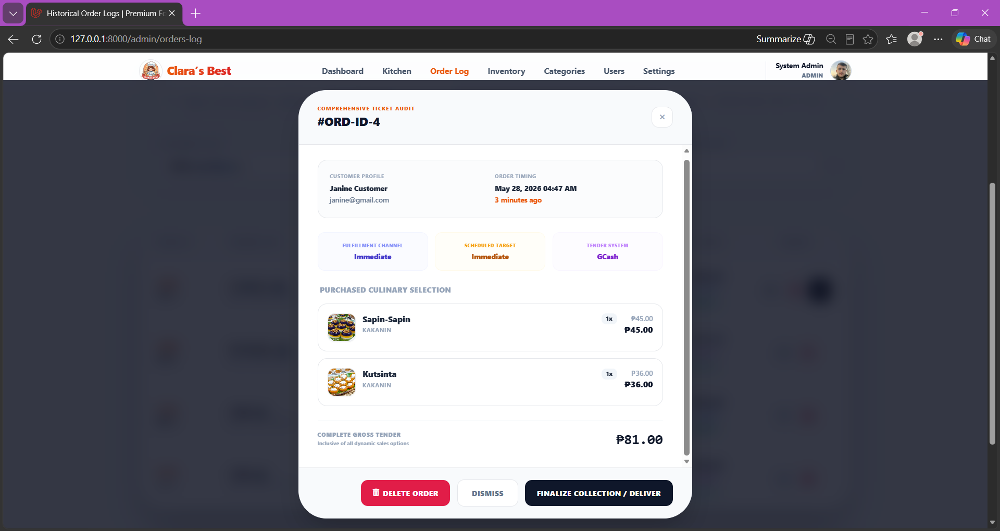 Historical Order Logs | Premium Fo
127.0.0.1:8000/admin/orders-log
Summarize
Chat
Clara's Best
Dashboard
Kitchen
Order Log
Inventory
Categories
Users
Settings
System Admin
ADMIN
COMPREHENSIVE TICKET AUDIT
#ORD-ID-4
CUSTOMER PROFILE
Janine Customer
janine@gmail.com
ORDER TIMING
May 28, 2026 04:47 AM
3 minutes ago
FULFILLMENT CHANNEL
Immediate
SCHEDULED TARGET
Immediate
TENDER SYSTEM
GCash
PURCHASED CULINARY SELECTION
Sapin-Sapin
KAKANIN
1x
₱45.00
₱45.00
Kutsinta
KAKANIN
1x
₱36.00
₱36.00
COMPLETE GROSS TENDER
Inclusive of all dynamic sales options
₱81.00
DELETE ORDER
DISMISS
FINALIZE COLLECTION / DELIVER